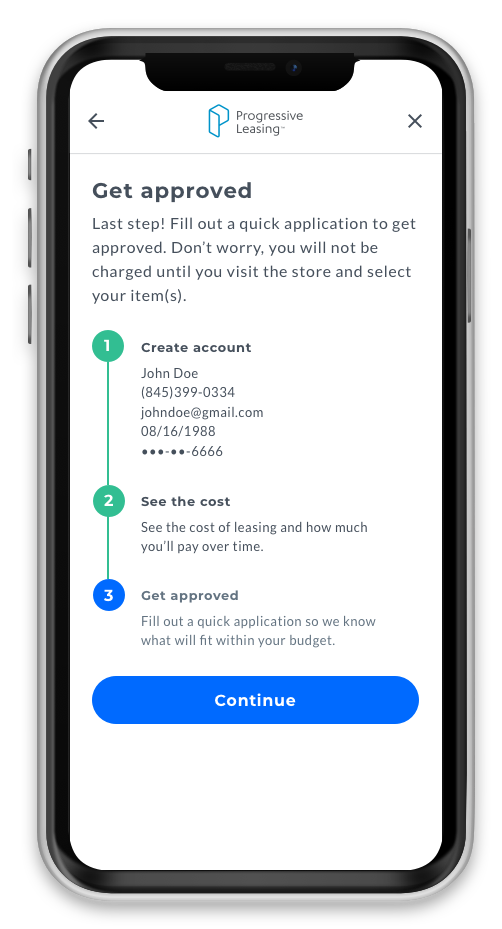 Progressive
Leasing™
Get approved
Last step! Fill out a quick application to get
approved. Don’t worry, you will not be
charged until you visit the store and select
your item(s).
1
Create account
John Doe
(845)399-0334
johndoe@gmail.com
08/16/1988
•••-••-6666
2
See the cost
See the cost of leasing and how much
you’ll pay over time.
3
Get approved
Fill out a quick application so we know
what will fit within your budget.
Continue